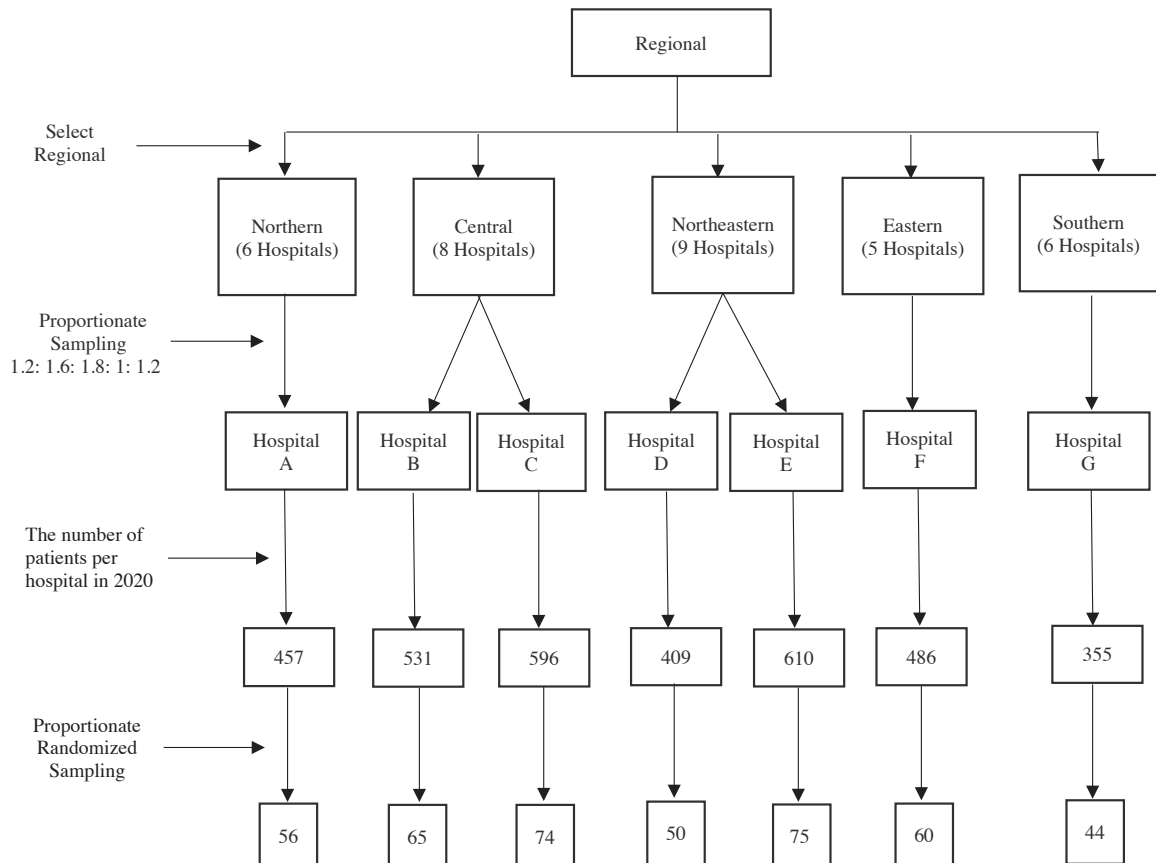 Regional
Select
Regional
Northern
(6 Hospitals)
Central
(8 Hospitals)
Northeastern
(9 Hospitals)
Eastern
(5 Hospitals)
Southern
(6 Hospitals)
Proportionate
Sampling
1.2: 1.6: 1.8: 1: 1.2
Hospital
A
Hospital
B
Hospital
C
Hospital
D
Hospital
E
Hospital
F
Hospital
G
The number of
patients per
hospital in 2020
457
531
596
409
610
486
355
Proportionate
Randomized
Sampling
56
65
74
50
75
60
44